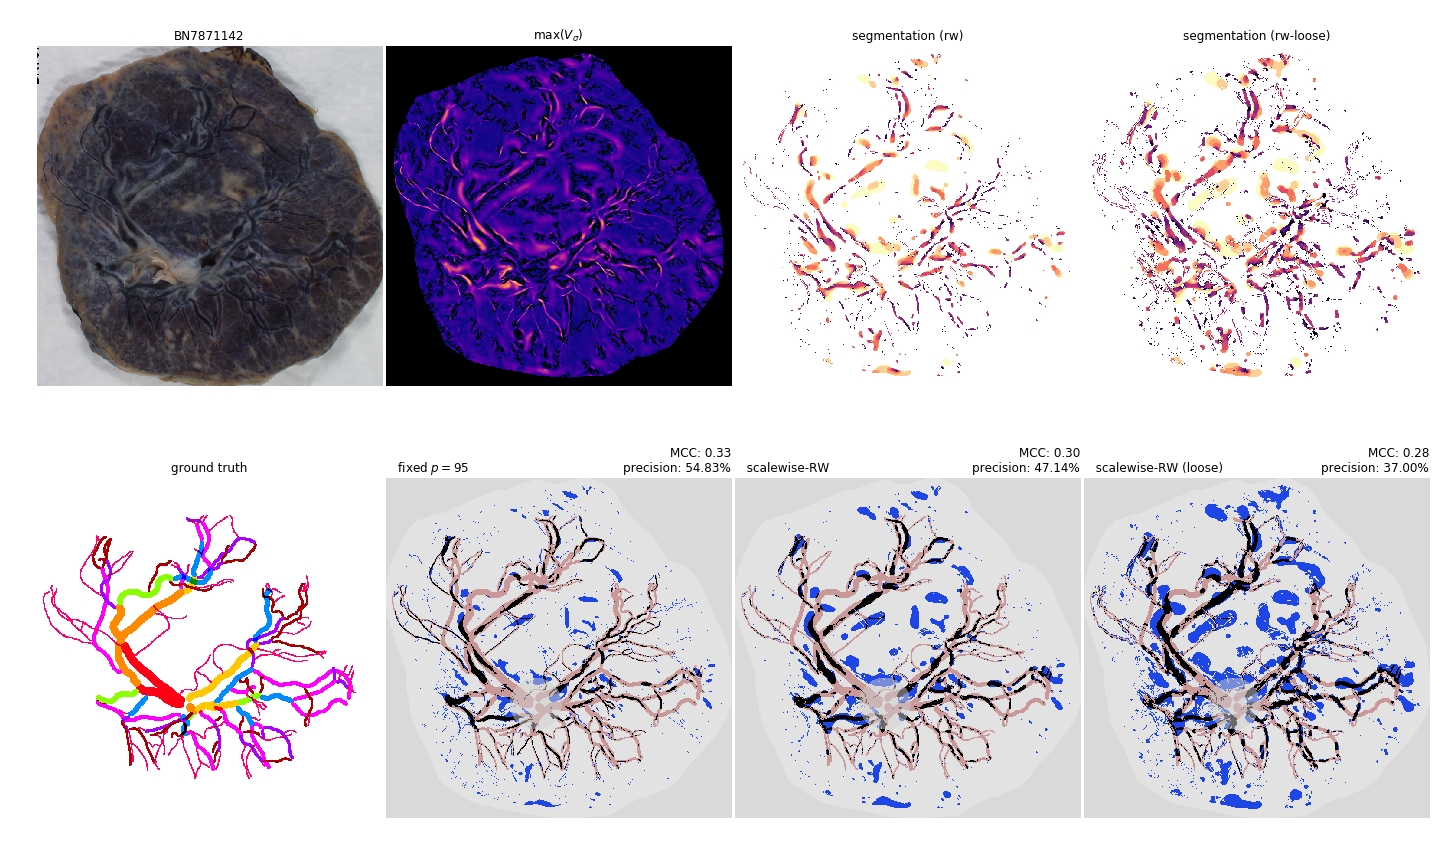 BN7871142
max(Vσ)
segmentation (rw)
segmentation (rw-loose)
ground truth
fixed p = 95
MCC: 0.33
precision: 54.83%
scalewise-RW
MCC: 0.30
precision: 47.14%
scalewise-RW (loose)
MCC: 0.28
precision: 37.00%